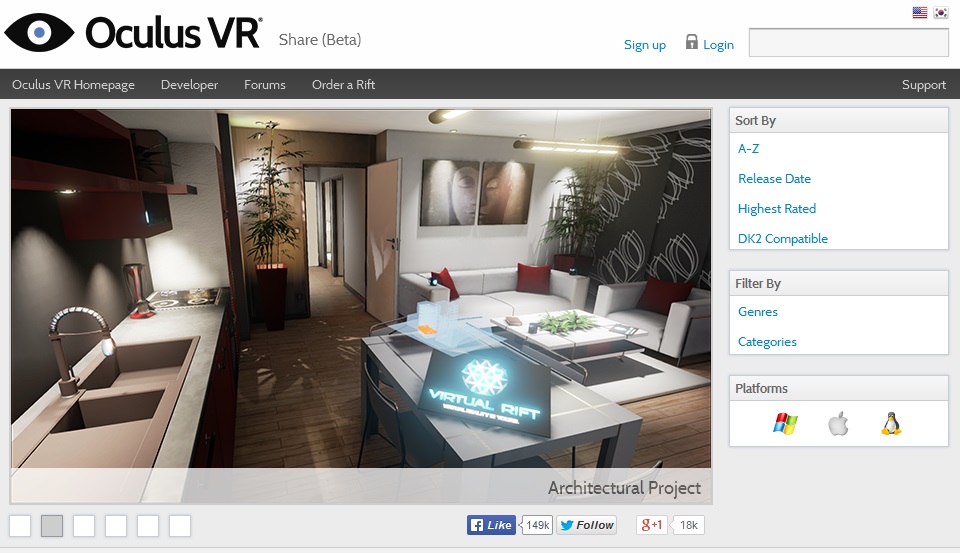 Oculus VR®
Share (Beta)
Sign up
Login
Oculus VR Homepage
Developer
Forums
Order a Rift
Support
VIRTUAL RIFT
Architectural Project
Like
149k
Follow
g+1
18k
Sort By
A-Z
Release Date
Highest Rated
DK2 Compatible
Filter By
Genres
Categories
Platforms